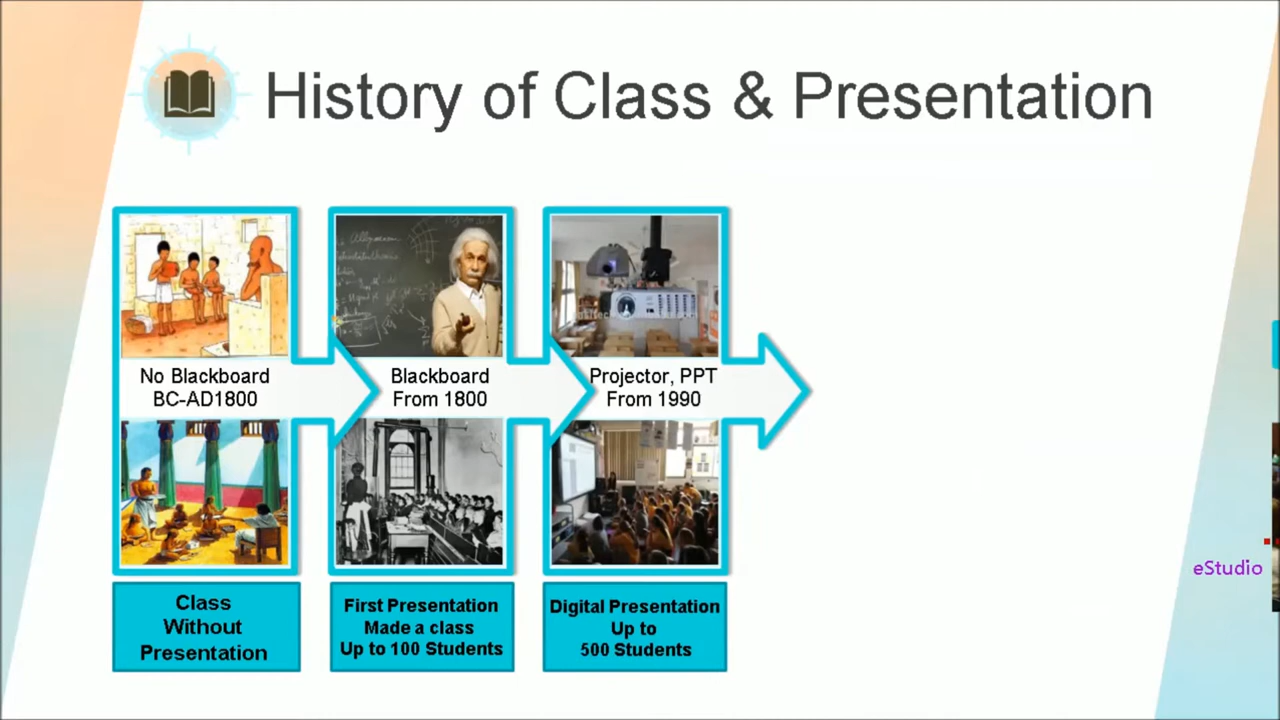 History of Class & Presentation
No Blackboard
BC-AD1800
Blackboard
From 1800
Projector, PPT
From 1990
Class
Without
Presentation
First Presentation
Made a class
Up to 100 Students
Digital Presentation
Up to
500 Students
eStudio